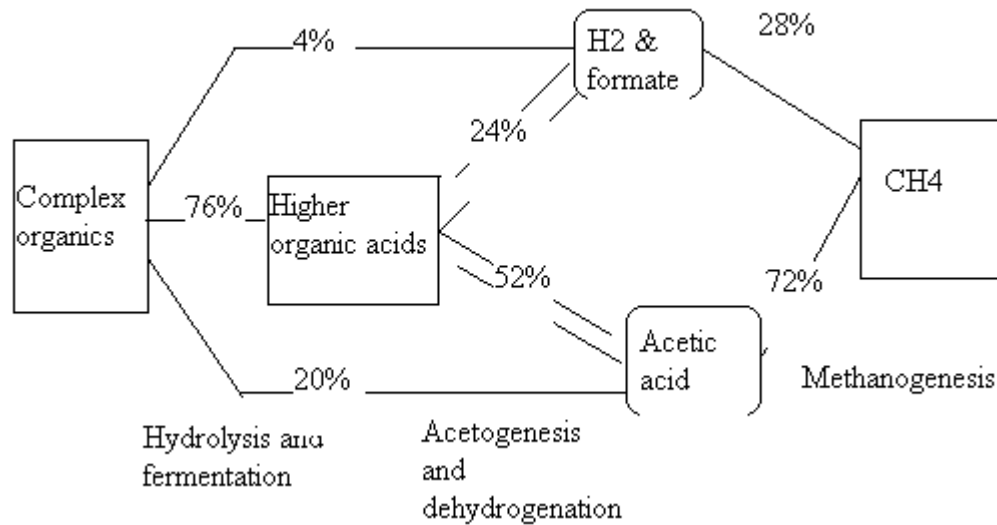 4%
H2 &
formate
28%
24%
Complex
organics
76%
Higher
organic acids
CH4
52%
72%
20%
Acetic
acid
Methanogenesis
Hydrolysis and
fermentation
Acetogenesis
and
dehydrogenation